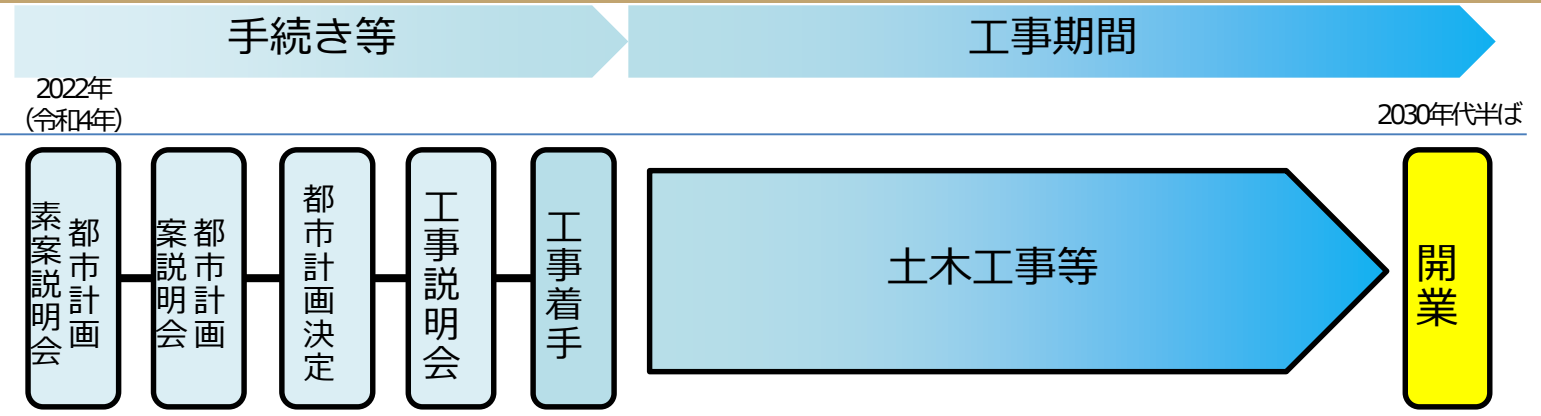 手続き等
工事期間
2022年
(令和4年)
2030年代半ば
都市計画
素案説明会
都市計画
案説明会
都市計画決定
工事説明会
工事着手
土木工事等
開業